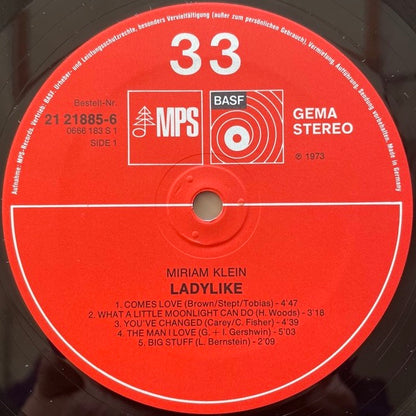 Aufnahme: MPS-Records. Vertrieb: BASF. Urheber- und Leistungsschutzrechte, besonders Vervielfältigung (außer zum persönlichen Gebrauch), Vermietung, Aufführung, Sendung vorbehalten. Made in Germany
33
Bestell-Nr.
21 21885-6
0666 183 S 1
SIDE 1
MPS
BASF
GEMA
STEREO
℗ 1973
MIRIAM KLEIN
LADYLIKE
1. COMES LOVE (Brown/Stept/Tobias) - 4'47
2. WHAT A LITTLE MOONLIGHT CAN DO (H. Woods) - 3'18
3. YOU'VE CHANGED (Carey/C. Fisher) - 4'39
4. THE MAN I LOVE (G. + I. Gershwin) - 5'03
5. BIG STUFF (L. Bernstein) - 2'09